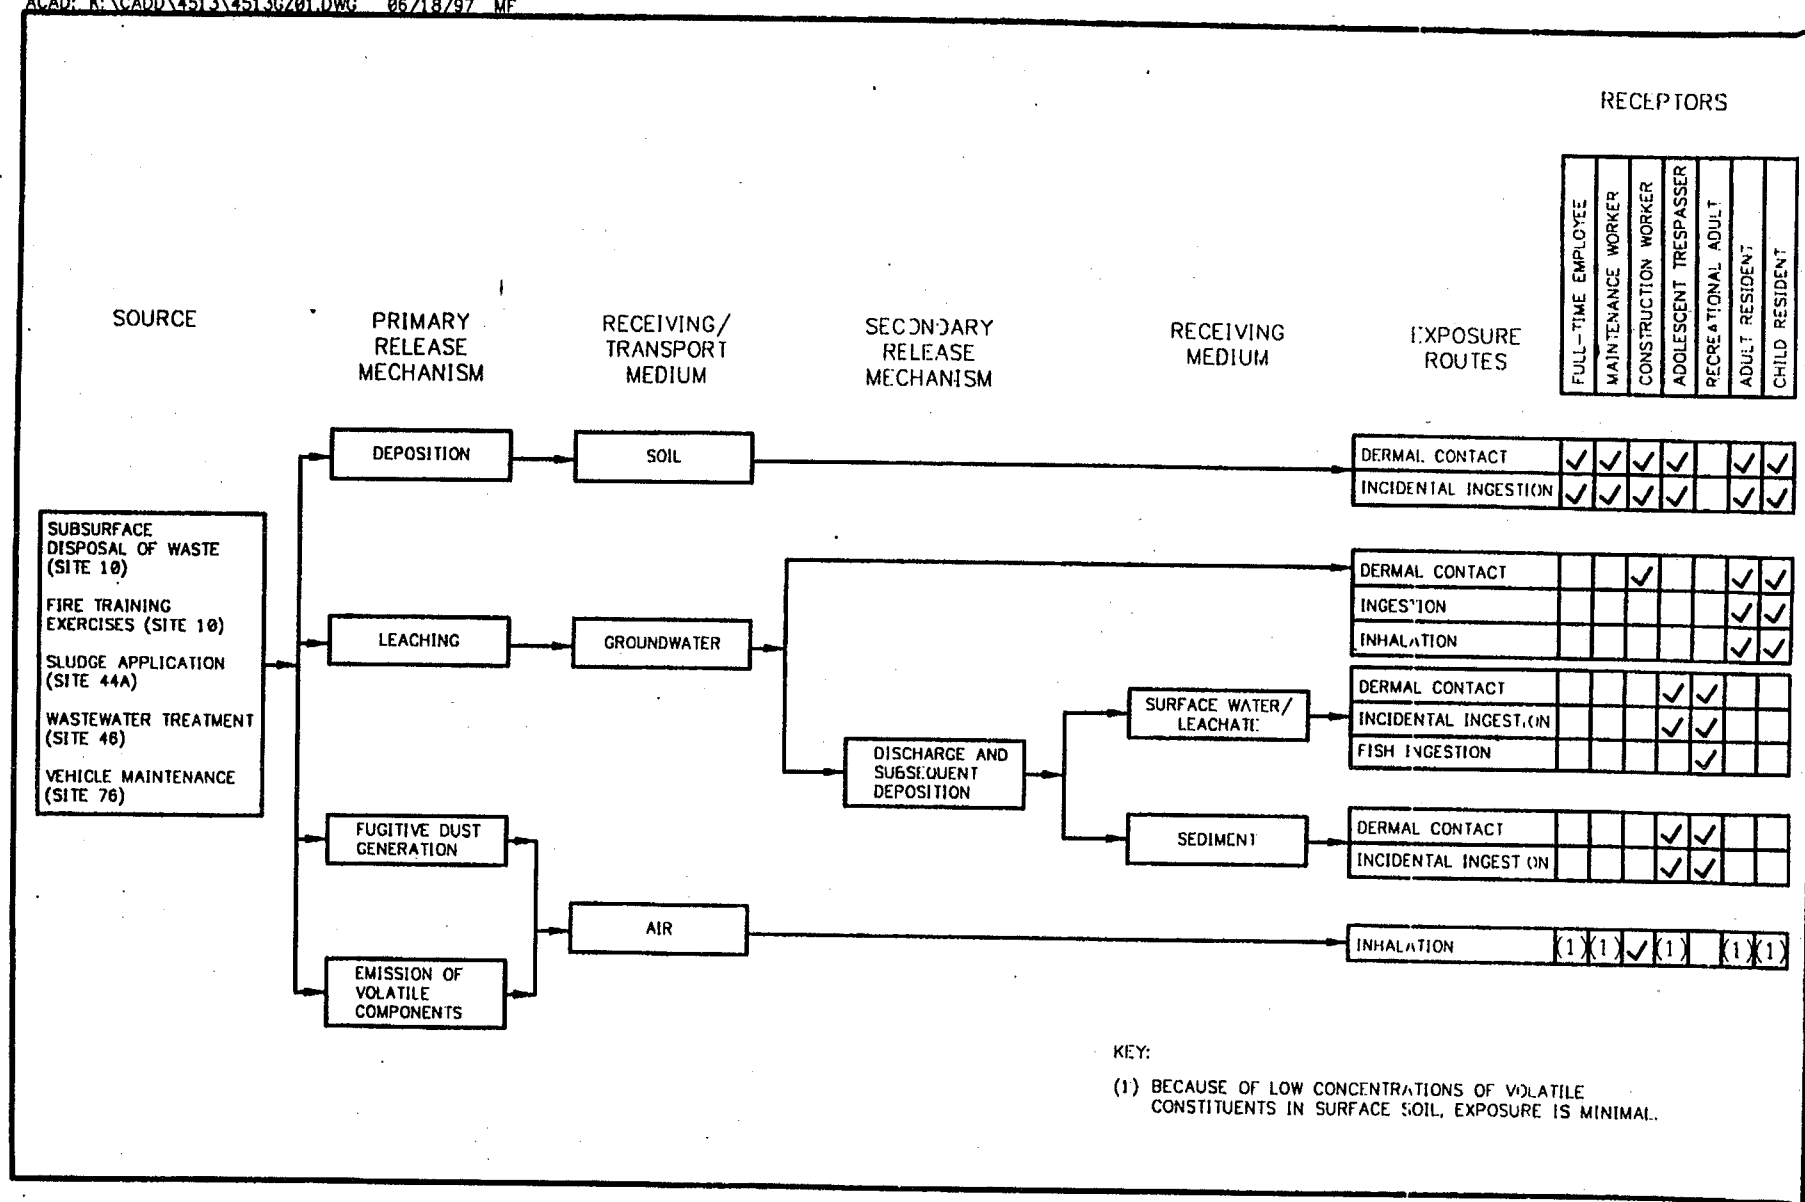 ACAD: K:\CADD\4513\4513GZ01.DWG 06/18/97 MF
RECEPTORS
FULL-TIME EMPLOYEE
MAINTENANCE WORKER
CONSTRUCTION WORKER
ADOLESCENT TRESPASSER
RECREATIONAL ADULT
ADULT RESIDENT
CHILD RESIDENT
SOURCE
PRIMARY
RELEASE
MECHANISM
RECEIVING/
TRANSPORT
MEDIUM
SECONDARY
RELEASE
MECHANISM
RECEIVING
MEDIUM
EXPOSURE
ROUTES
SUBSURFACE
DISPOSAL OF WASTE
(SITE 10)
FIRE TRAINING
EXERCISES (SITE 10)
SLUDGE APPLICATION
(SITE 44A)
WASTEWATER TREATMENT
(SITE 46)
VEHICLE MAINTENANCE
(SITE 76)
DEPOSITION
SOIL
DERMAL CONTACT ✓ ✓ ✓ ✓ ✓ ✓
INCIDENTAL INGESTION ✓ ✓ ✓ ✓ ✓ ✓
LEACHING
GROUNDWATER
DERMAL CONTACT ✓ ✓ ✓
INGESTION ✓ ✓
INHALATION ✓ ✓
DISCHARGE AND
SUBSEQUENT
DEPOSITION
SURFACE WATER/
LEACHATE
DERMAL CONTACT ✓ ✓
INCIDENTAL INGESTION ✓ ✓
FISH INGESTION ✓
SEDIMENT
DERMAL CONTACT ✓ ✓
INCIDENTAL INGESTION ✓ ✓
FUGITIVE DUST
GENERATION
EMISSION OF
VOLATILE
COMPONENTS
AIR
INHALATION (1) (1) ✓ (1) (1) (1)
KEY:
(1) BECAUSE OF LOW CONCENTRATIONS OF VOLATILE
CONSTITUENTS IN SURFACE SOIL, EXPOSURE IS MINIMAL.